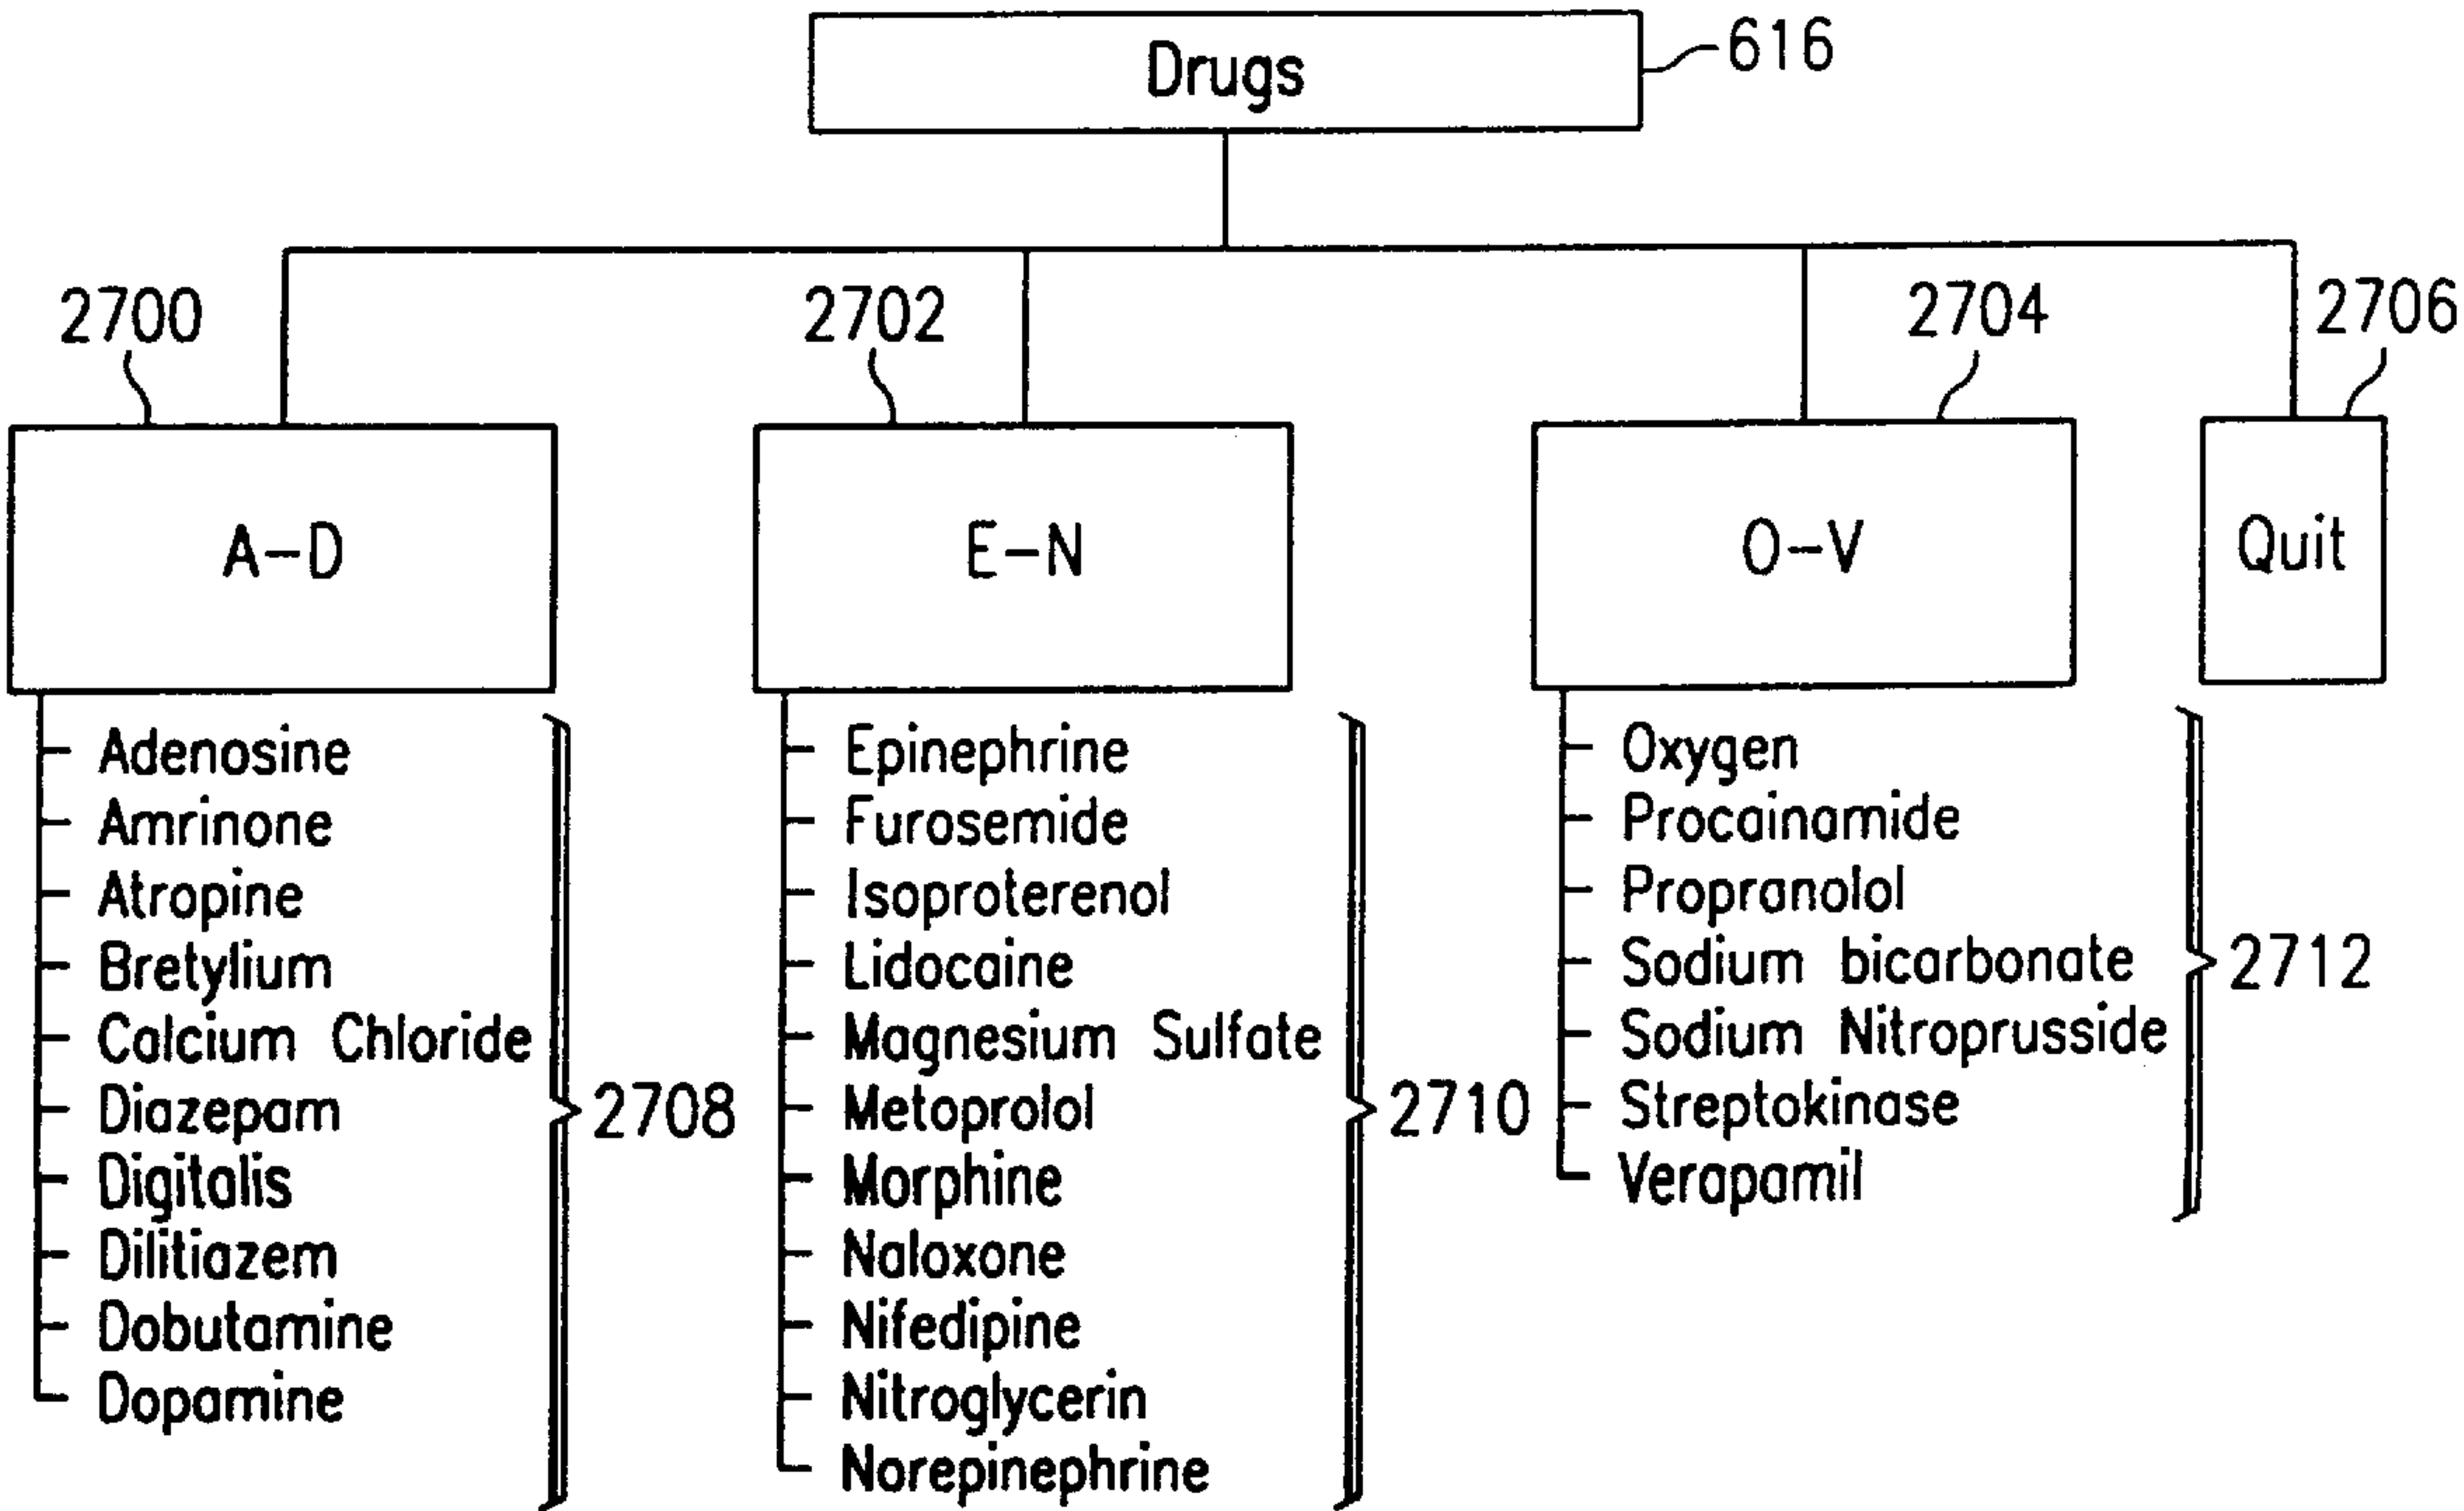 Drugs
616
2700
2702
2704
2706
A-D
E-N
O-V
Quit
Adenosine
Amrinone
Atropine
Bretylium
Calcium Chloride
Diazepam
Digitalis
Dilitiazem
Dobutamine
Dopamine
2708
Epinephrine
Furosemide
Isoproterenol
Lidocaine
Magnesium Sulfate
Metoprolol
Morphine
Naloxone
Nifedipine
Nitroglycerin
Norepinephrine
2710
Oxygen
Procainamide
Propranolol
Sodium bicarbonate
Sodium Nitroprusside
Streptokinase
Verapamil
2712